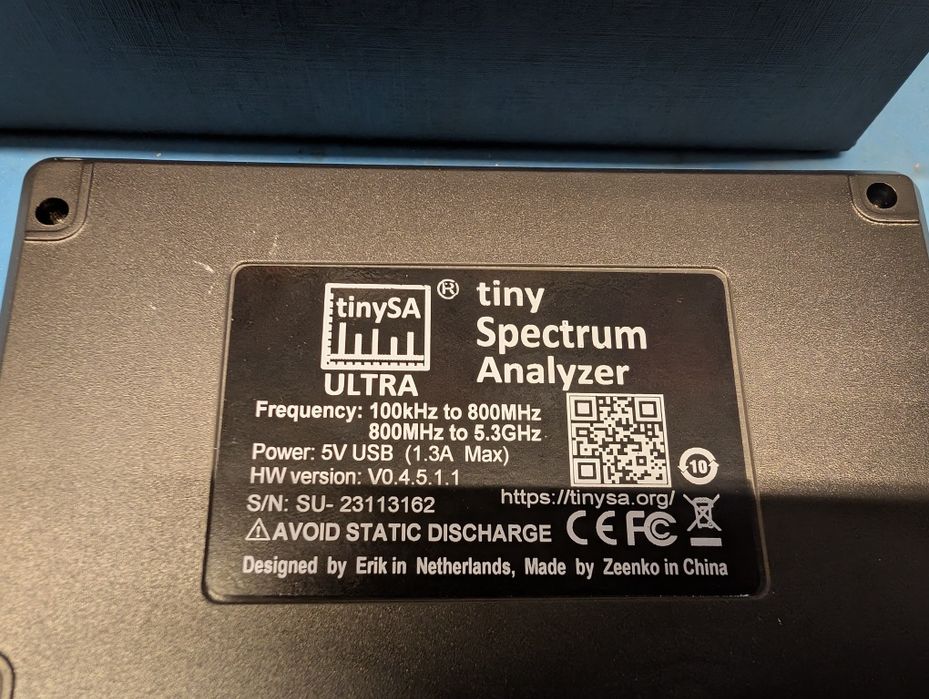 tinySA
®
ULTRA
tiny
Spectrum
Analyzer
Frequency: 100kHz to 800MHz
800MHz to 5.3GHz
Power: 5V USB (1.3A Max)
HW version: V0.4.5.1.1
S/N: SU- 23113162
https://tinysa.org/
10
AVOID STATIC DISCHARGE
CE FC
Designed by Erik in Netherlands, Made by Zeenko in China